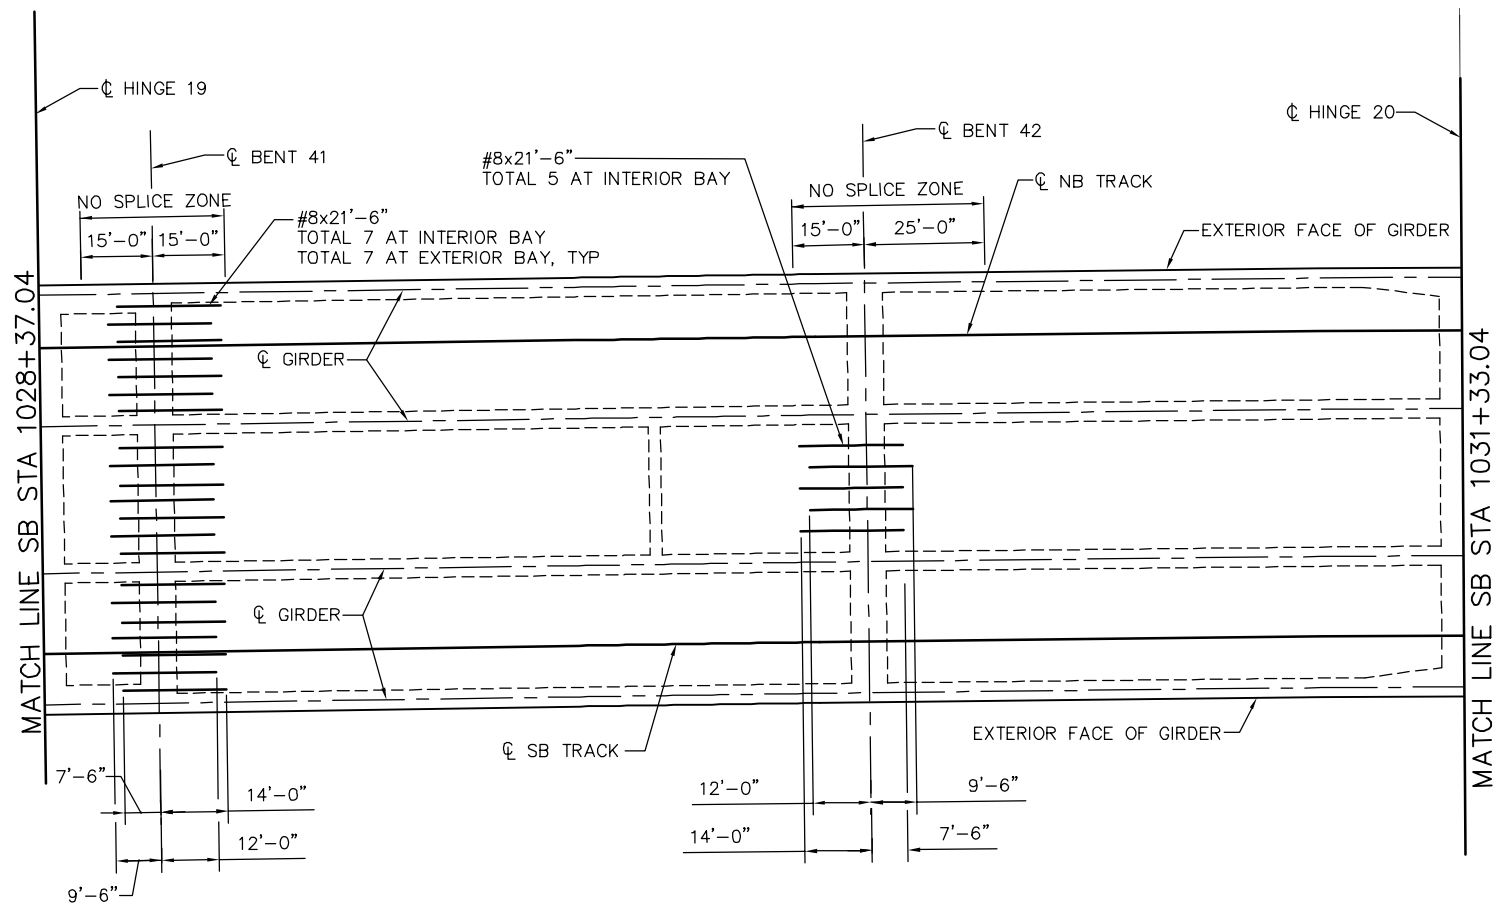 ℄ HINGE 19
℄ HINGE 20
℄ BENT 41
℄ BENT 42
#8x21'-6"
TOTAL 5 AT INTERIOR BAY
℄ NB TRACK
NO SPLICE ZONE
NO SPLICE ZONE
#8x21'-6"
TOTAL 7 AT INTERIOR BAY
TOTAL 7 AT EXTERIOR BAY, TYP
15'-0" 15'-0"
15'-0" 25'-0"
EXTERIOR FACE OF GIRDER
℄ GIRDER
℄ GIRDER
MATCH LINE SB STA 1028+37.04
MATCH LINE SB STA 1031+33.04
℄ SB TRACK
EXTERIOR FACE OF GIRDER
7'-6"
14'-0"
12'-0"
9'-6"
12'-0"
9'-6"
14'-0"
7'-6"